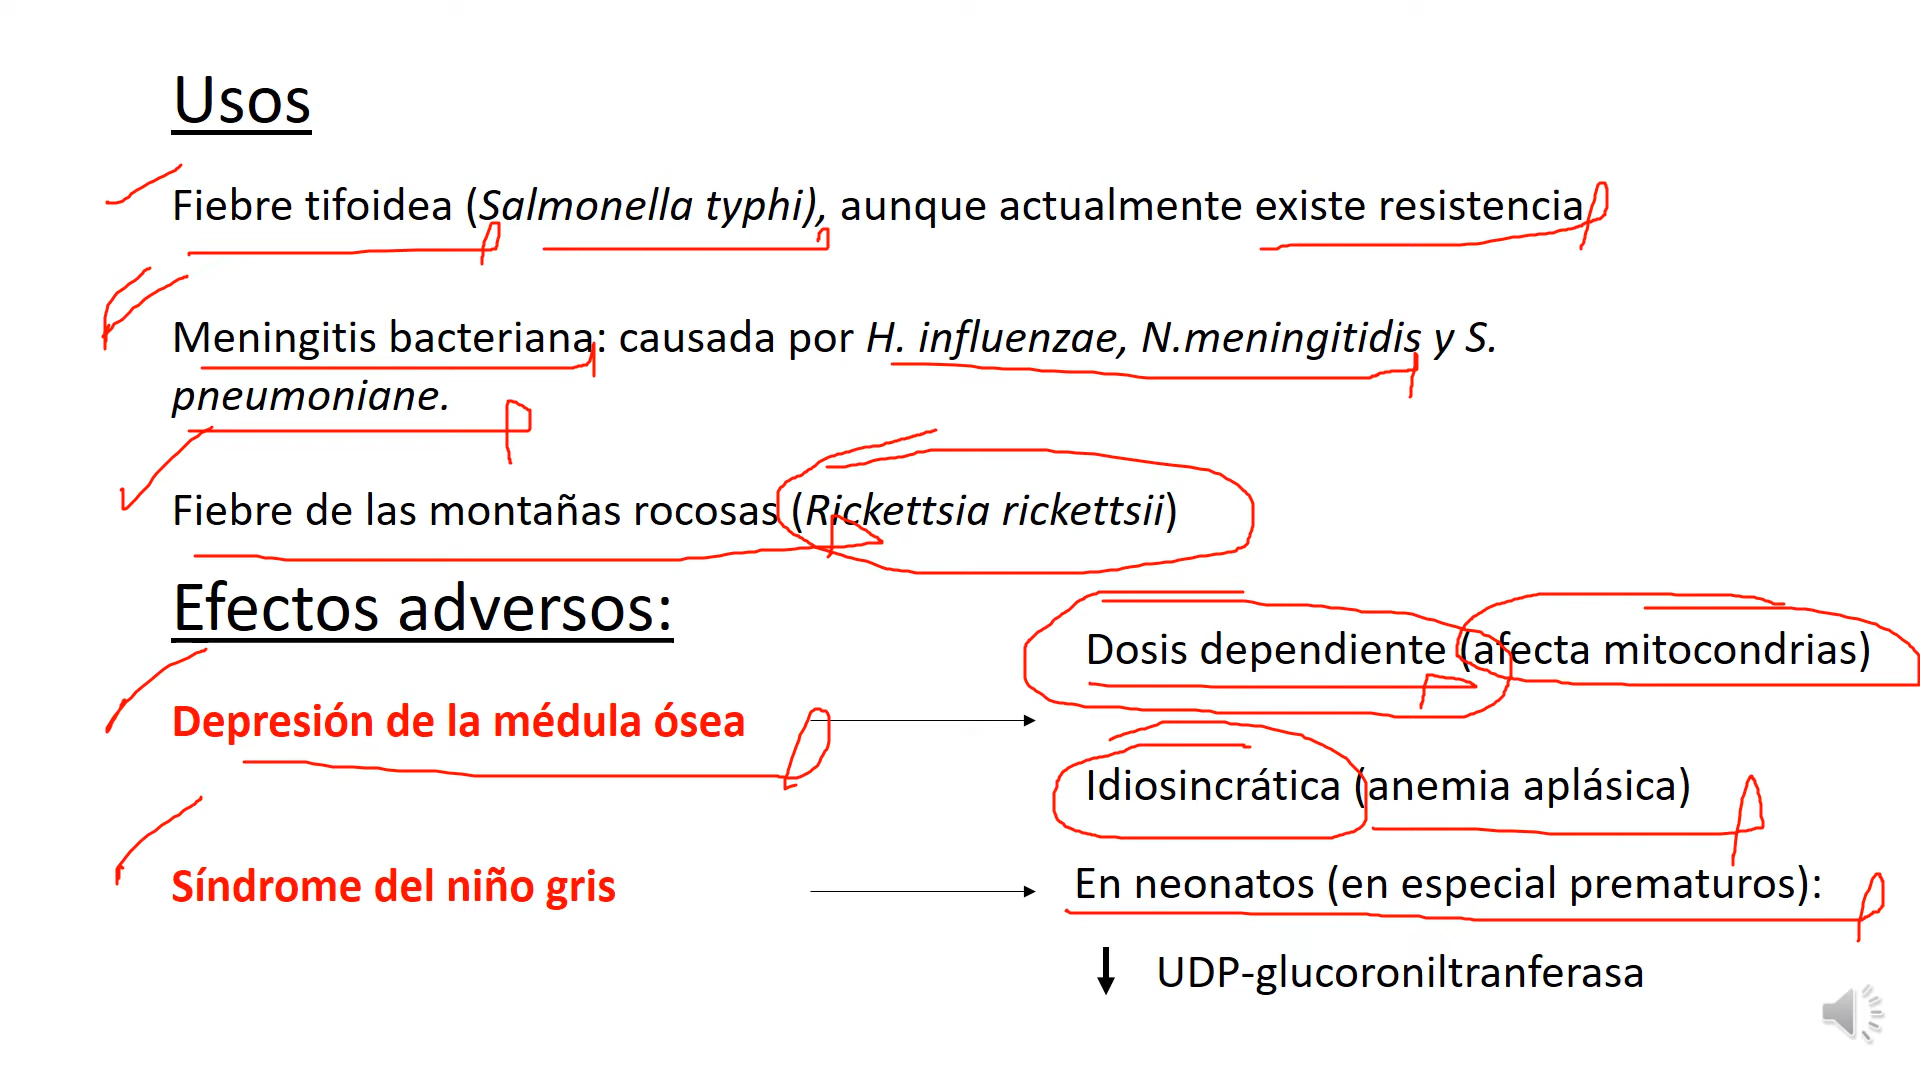 Usos
Fiebre tifoidea (Salmonella typhi), aunque actualmente existe resistencia
Meningitis bacteriana: causada por H. influenzae, N.meningitidis y S.
pneumoniane.
Fiebre de las montañas rocosas (Rickettsia rickettsii)
Efectos adversos:
Dosis dependiente (afecta mitocondrias)
Depresión de la médula ósea
Idiosincrática (anemia aplásica)
Síndrome del niño gris
En neonatos (en especial prematuros):
UDP-glucoroniltranferasa